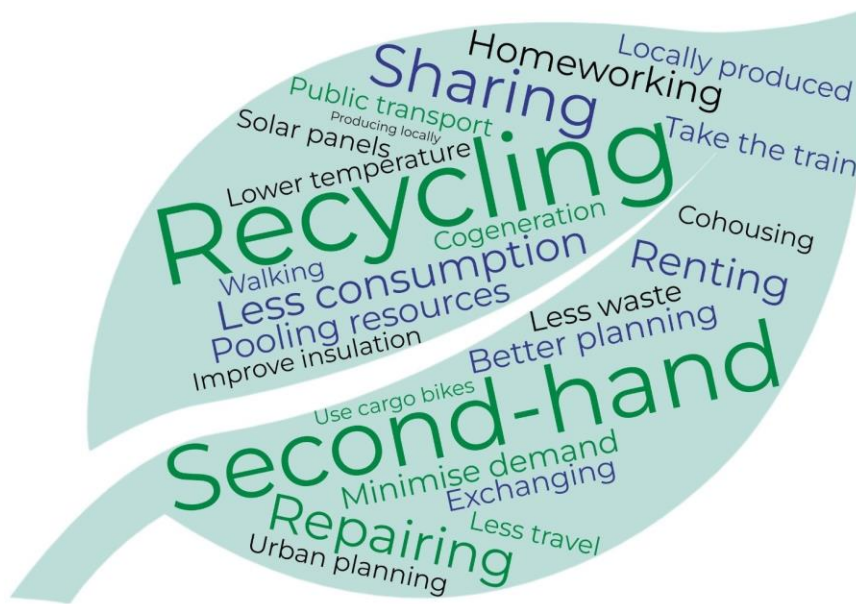 Homeworking
Locally produced
Sharing
Public transport
Producing locally
Solar panels
Take the train
Lower temperature
Recycling
Cogeneration
Cohousing
Walking
Less consumption
Renting
Pooling resources
Less waste
Improve insulation
Better planning
Use cargo bikes
Second-hand
Minimise demand
Exchanging
Repairing
Less travel
Urban planning